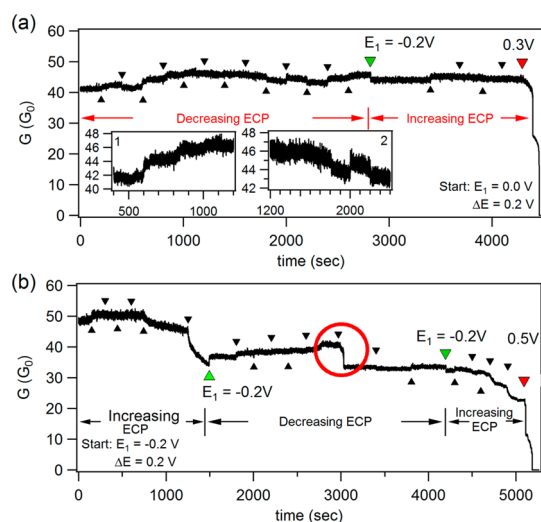 (a)
E₁ = -0.2V
0.3V
G (G₀)
60
50
40
30
20
10
0
Decreasing ECP
Increasing ECP
1
48
46
44
42
40
500
1000
2
48
46
44
42
1200
2000
Start: E₁ = 0.0 V
ΔE = 0.2 V
0
1000
2000
3000
4000
time (sec)
(b)
G (G₀)
60
50
40
30
20
10
0
E₁ = -0.2V
0.5V
E₁ = -0.2V
Increasing
ECP
Decreasing ECP
Increasing
ECP
Start: E₁ = -0.2 V
ΔE = 0.2 V
0
1000
2000
3000
4000
5000
time (sec)